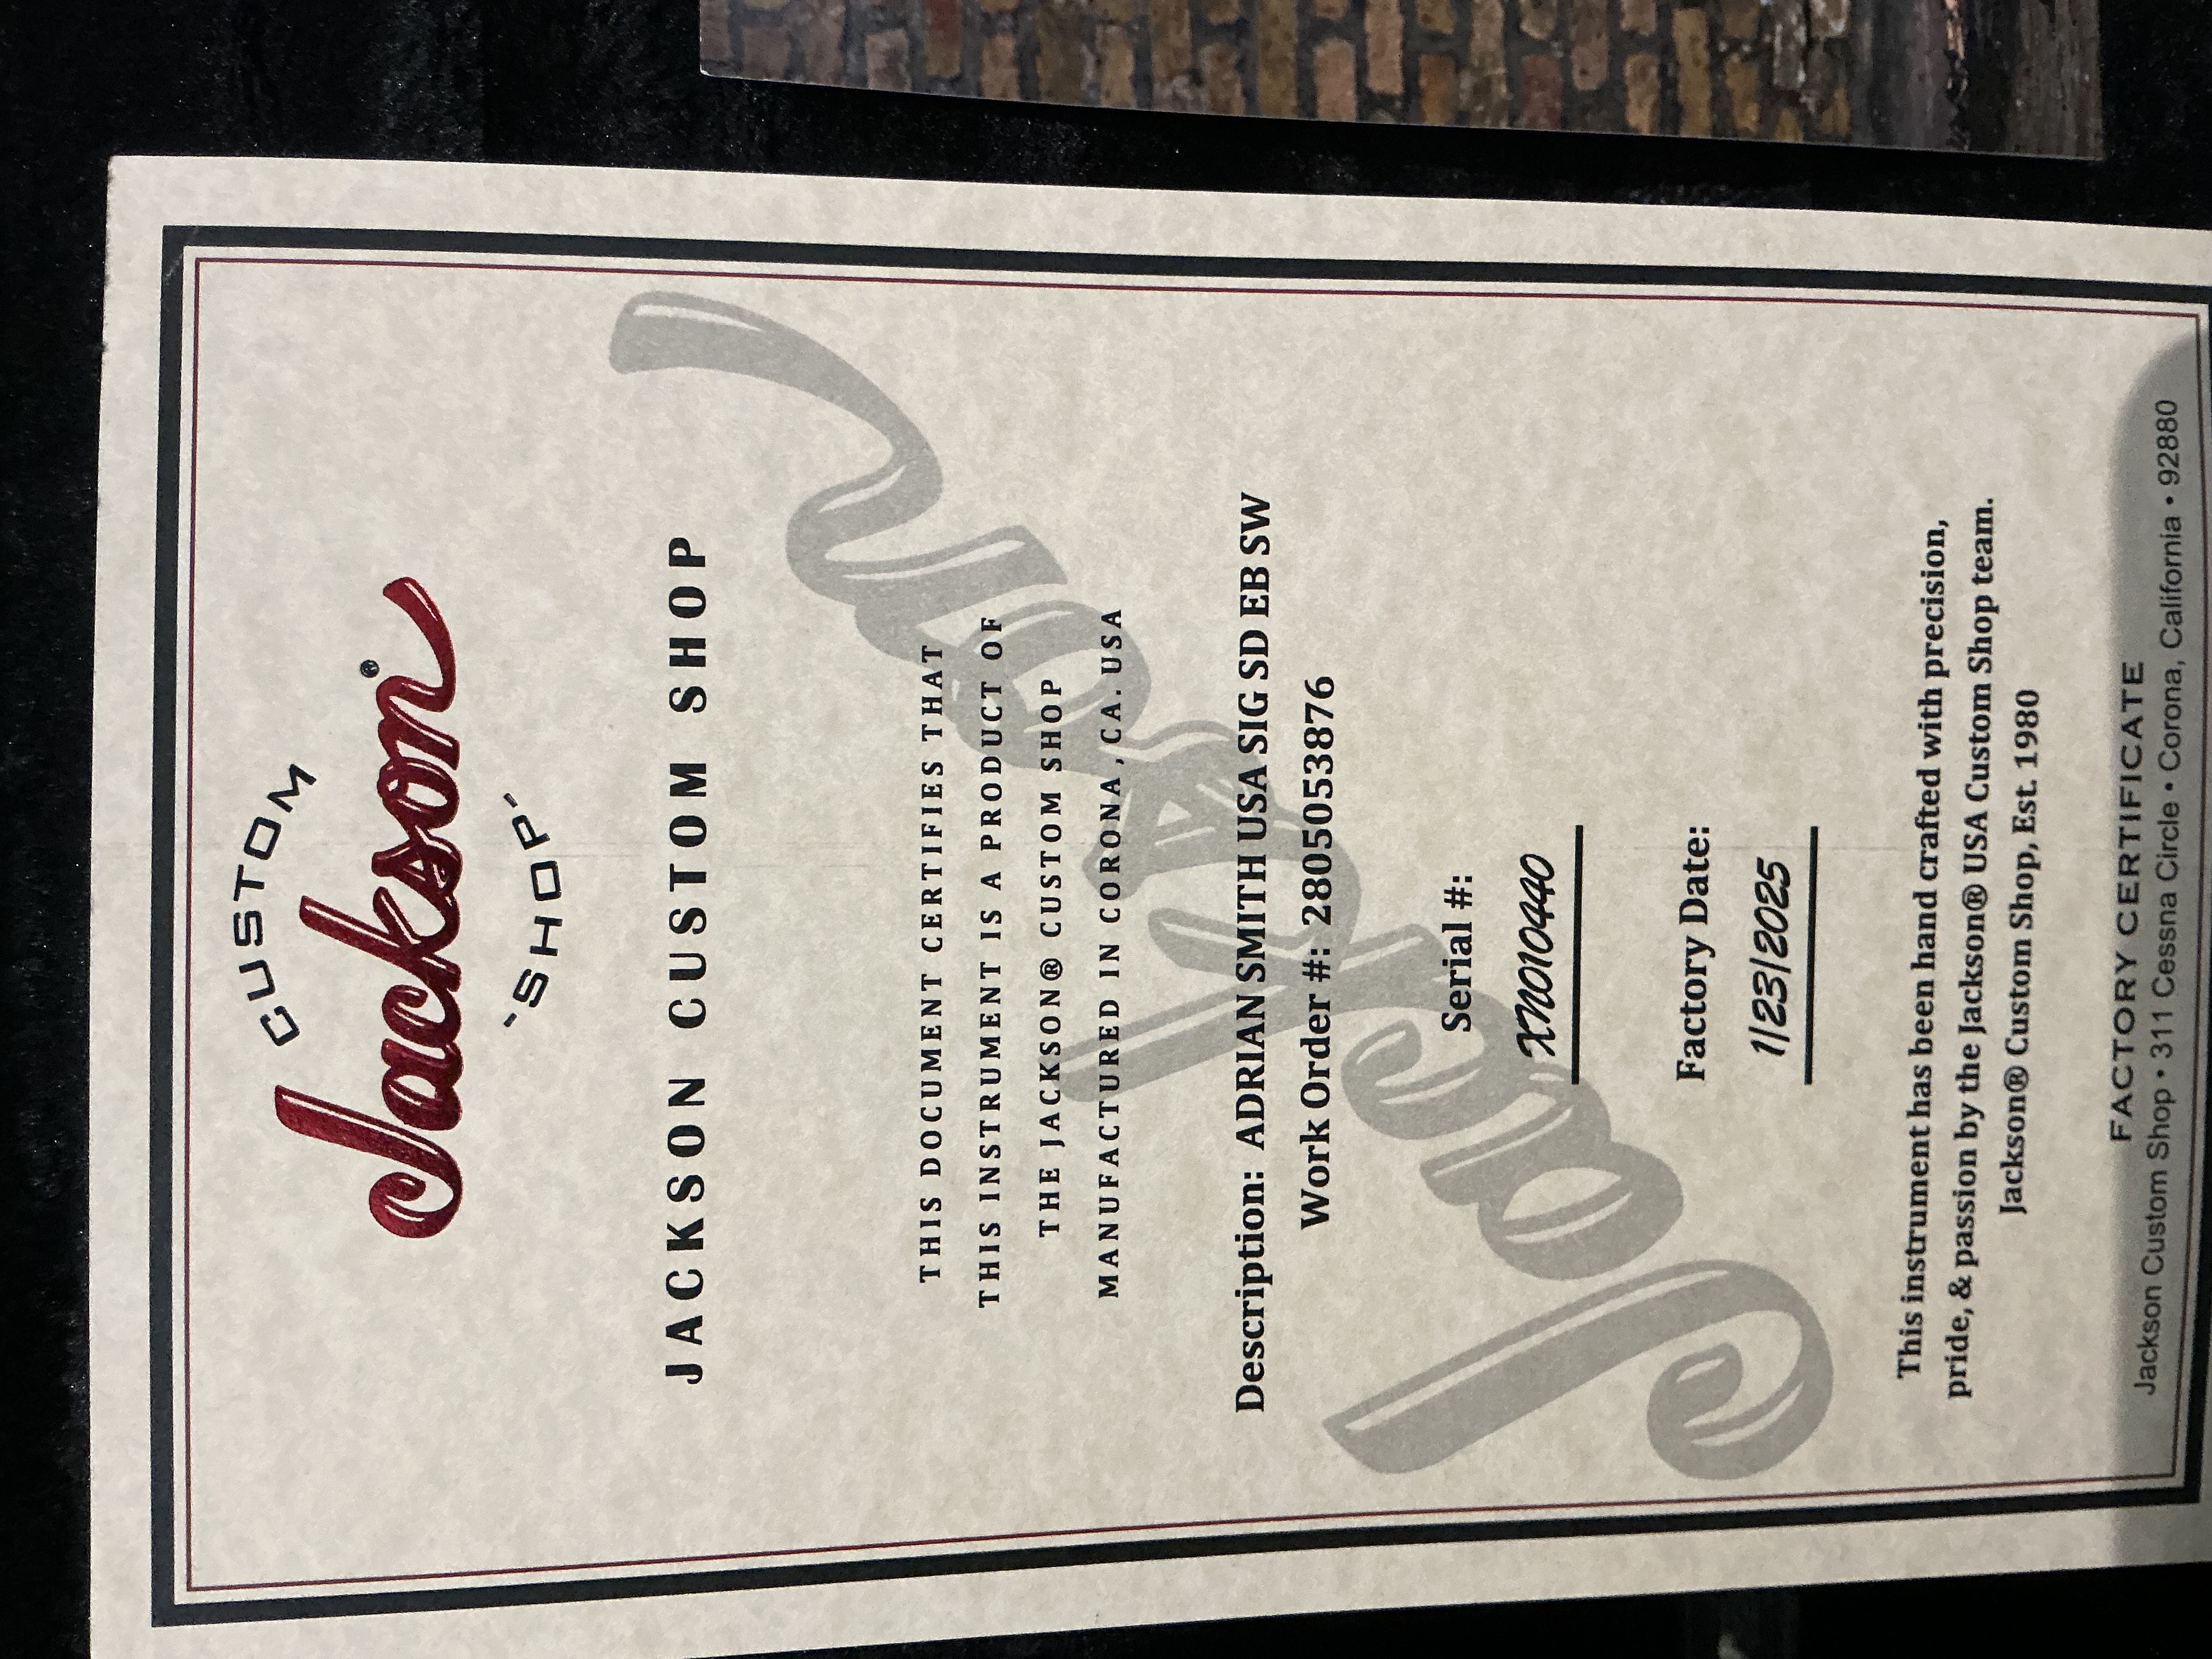 CUSTOM
Jackson®
'SHOP'
JACKSON CUSTOM SHOP
THIS DOCUMENT CERTIFIES THAT
THIS INSTRUMENT IS A PRODUCT OF
THE JACKSON® CUSTOM SHOP
MANUFACTURED IN CORONA, CA. USA
Jackson
Description: ADRIAN SMITH USA SIG SD EB SW
Work Order #: 2805053876
Serial #:
XN010440
Factory Date:
1/23/2025
This instrument has been hand crafted with precision,
pride, & passion by the Jackson® USA Custom Shop team.
Jackson® Custom Shop, Est. 1980
FACTORY CERTIFICATE
Jackson Custom Shop • 311 Cessna Circle • Corona, California • 92880